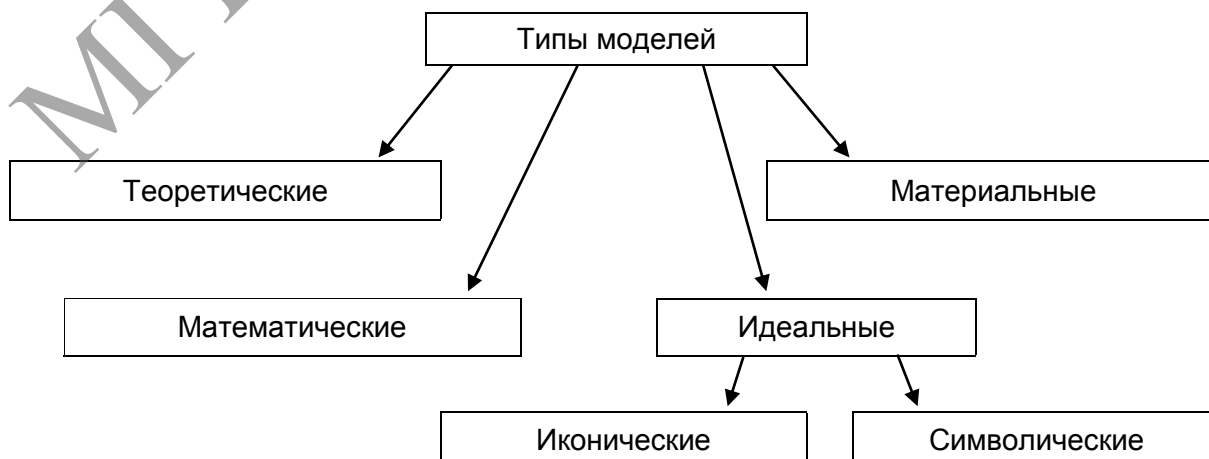 Типы моделей
Теоретические
Материальные
Математические
Идеальные
Иконические
Символические